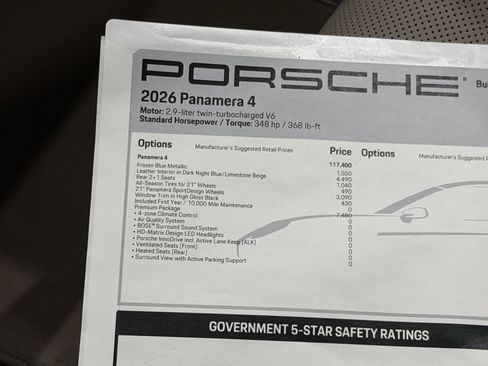 PORSCHE
Bu
2026 Panamera 4
Motor: 2.9-liter twin-turbocharged V6
Standard Horsepower / Torque: 348 hp / 368 lb-ft
Options Manufacturer's Suggested Retail Prices Price Options Manufacturer's Suggested Retail Prices
Panamera 4 117,400
Frozen Blue Metallic 1,550
Leather Interior in Dark Night Blue/Limestone Beige 4,490
Rear 2+1 Seats 1,040
All-Season Tires for 21" Wheels 490
21" Panamera SportDesign Wheels 3,090
Window Trim in High Gloss Black 430
Included First Year / 10,000 Mile Maintenance 0
Premium Package 7,480
• 4-zone Climate Control 0
• Air Quality System 0
• BOSE® Surround Sound System 0
• HD-Matrix Design LED Headlights 0
• Porsche InnoDrive incl. Active Lane Keep (ALK) 0
• Ventilated Seats (Front) 0
• Heated Seats (Rear) 0
• Surround View with Active Parking Support 0
GOVERNMENT 5-STAR SAFETY RATINGS